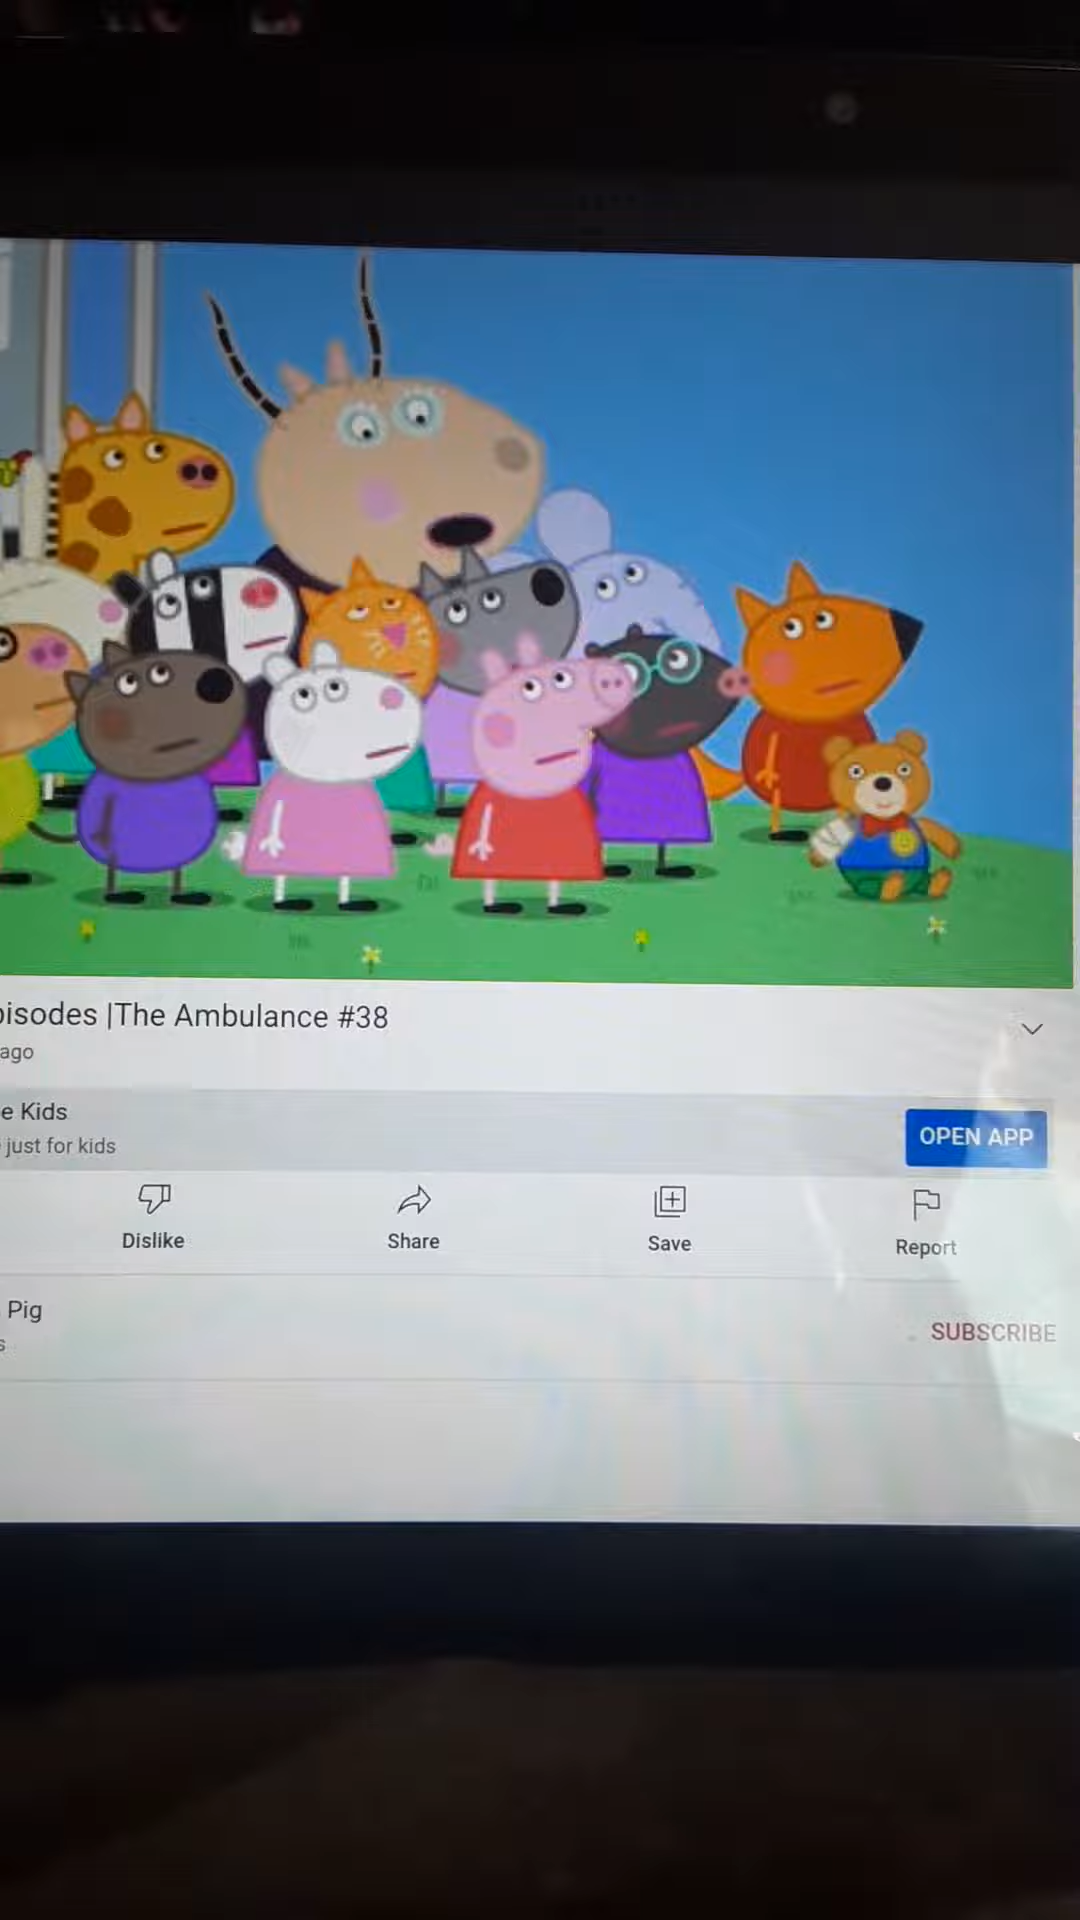 isodes |The Ambulance #38
ago
e Kids
just for kids
OPEN APP
Dislike
Share
Save
Report
Pig
s
SUBSCRIBE